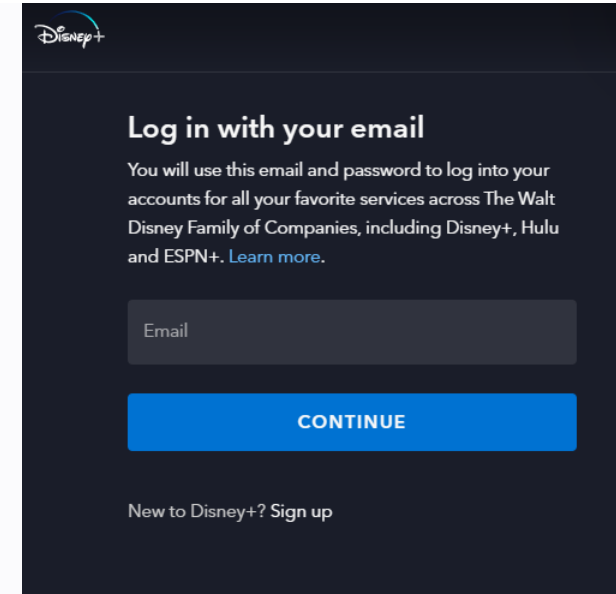 Disney+
Log in with your email
You will use this email and password to log into your
accounts for all your favorite services across The Walt
Disney Family of Companies, including Disney+, Hulu
and ESPN+. Learn more.
Email
CONTINUE
New to Disney+? Sign up